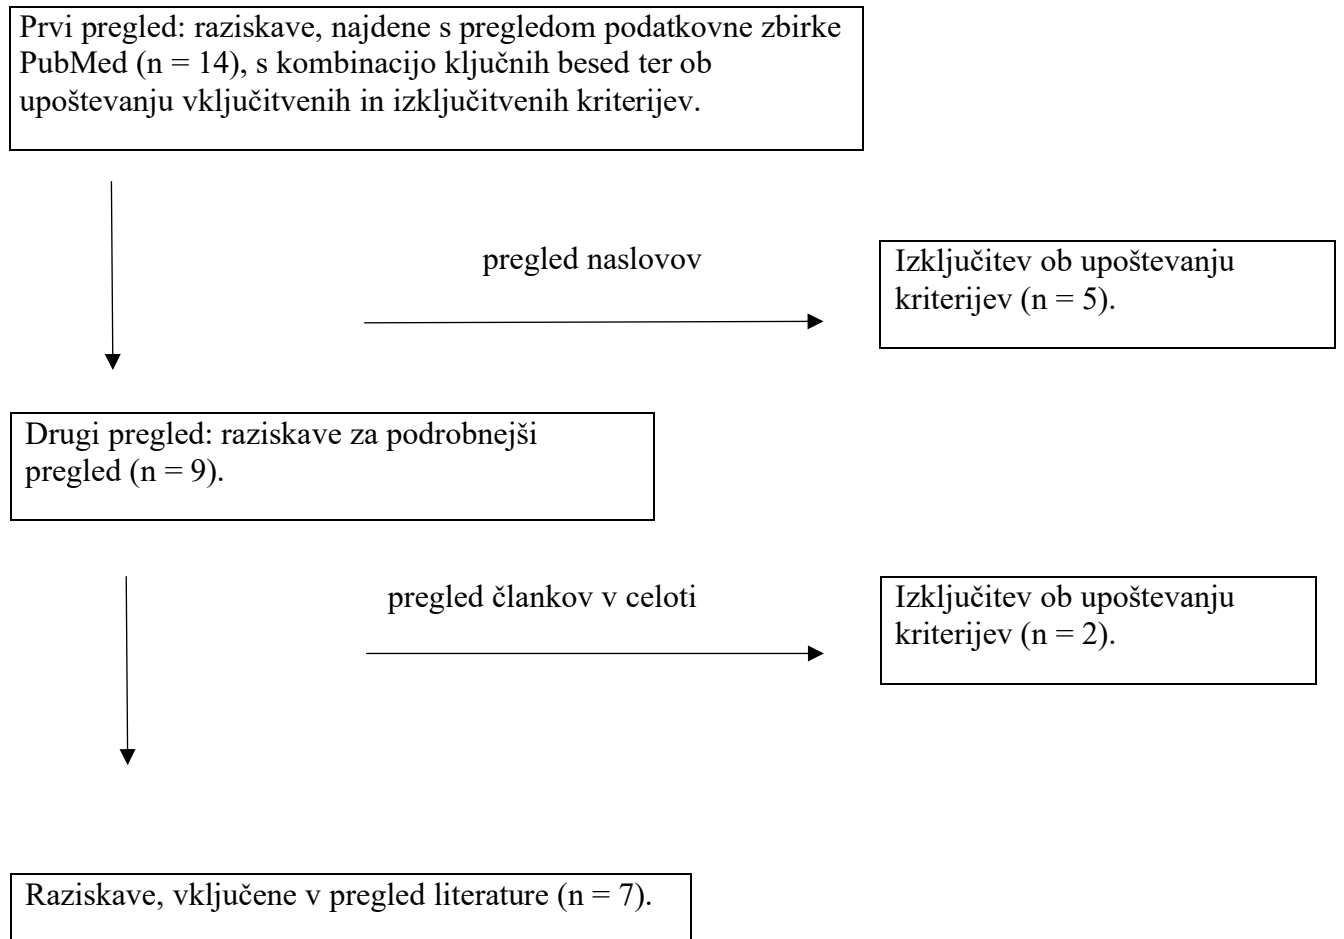 Prvi pregled: raziskave, najdene s pregledom podatkovne zbirke
PubMed (n = 14), s kombinacijo ključnih besed ter ob
upoštevanju vključitvenih in izključitvenih kriterijev.
pregled naslovov
Izključitev ob upoštevanju
kriterijev (n = 5).
Drugi pregled: raziskave za podrobnejši
pregled (n = 9).
pregled člankov v celoti
Izključitev ob upoštevanju
kriterijev (n = 2).
Raziskave, vključene v pregled literature (n = 7).